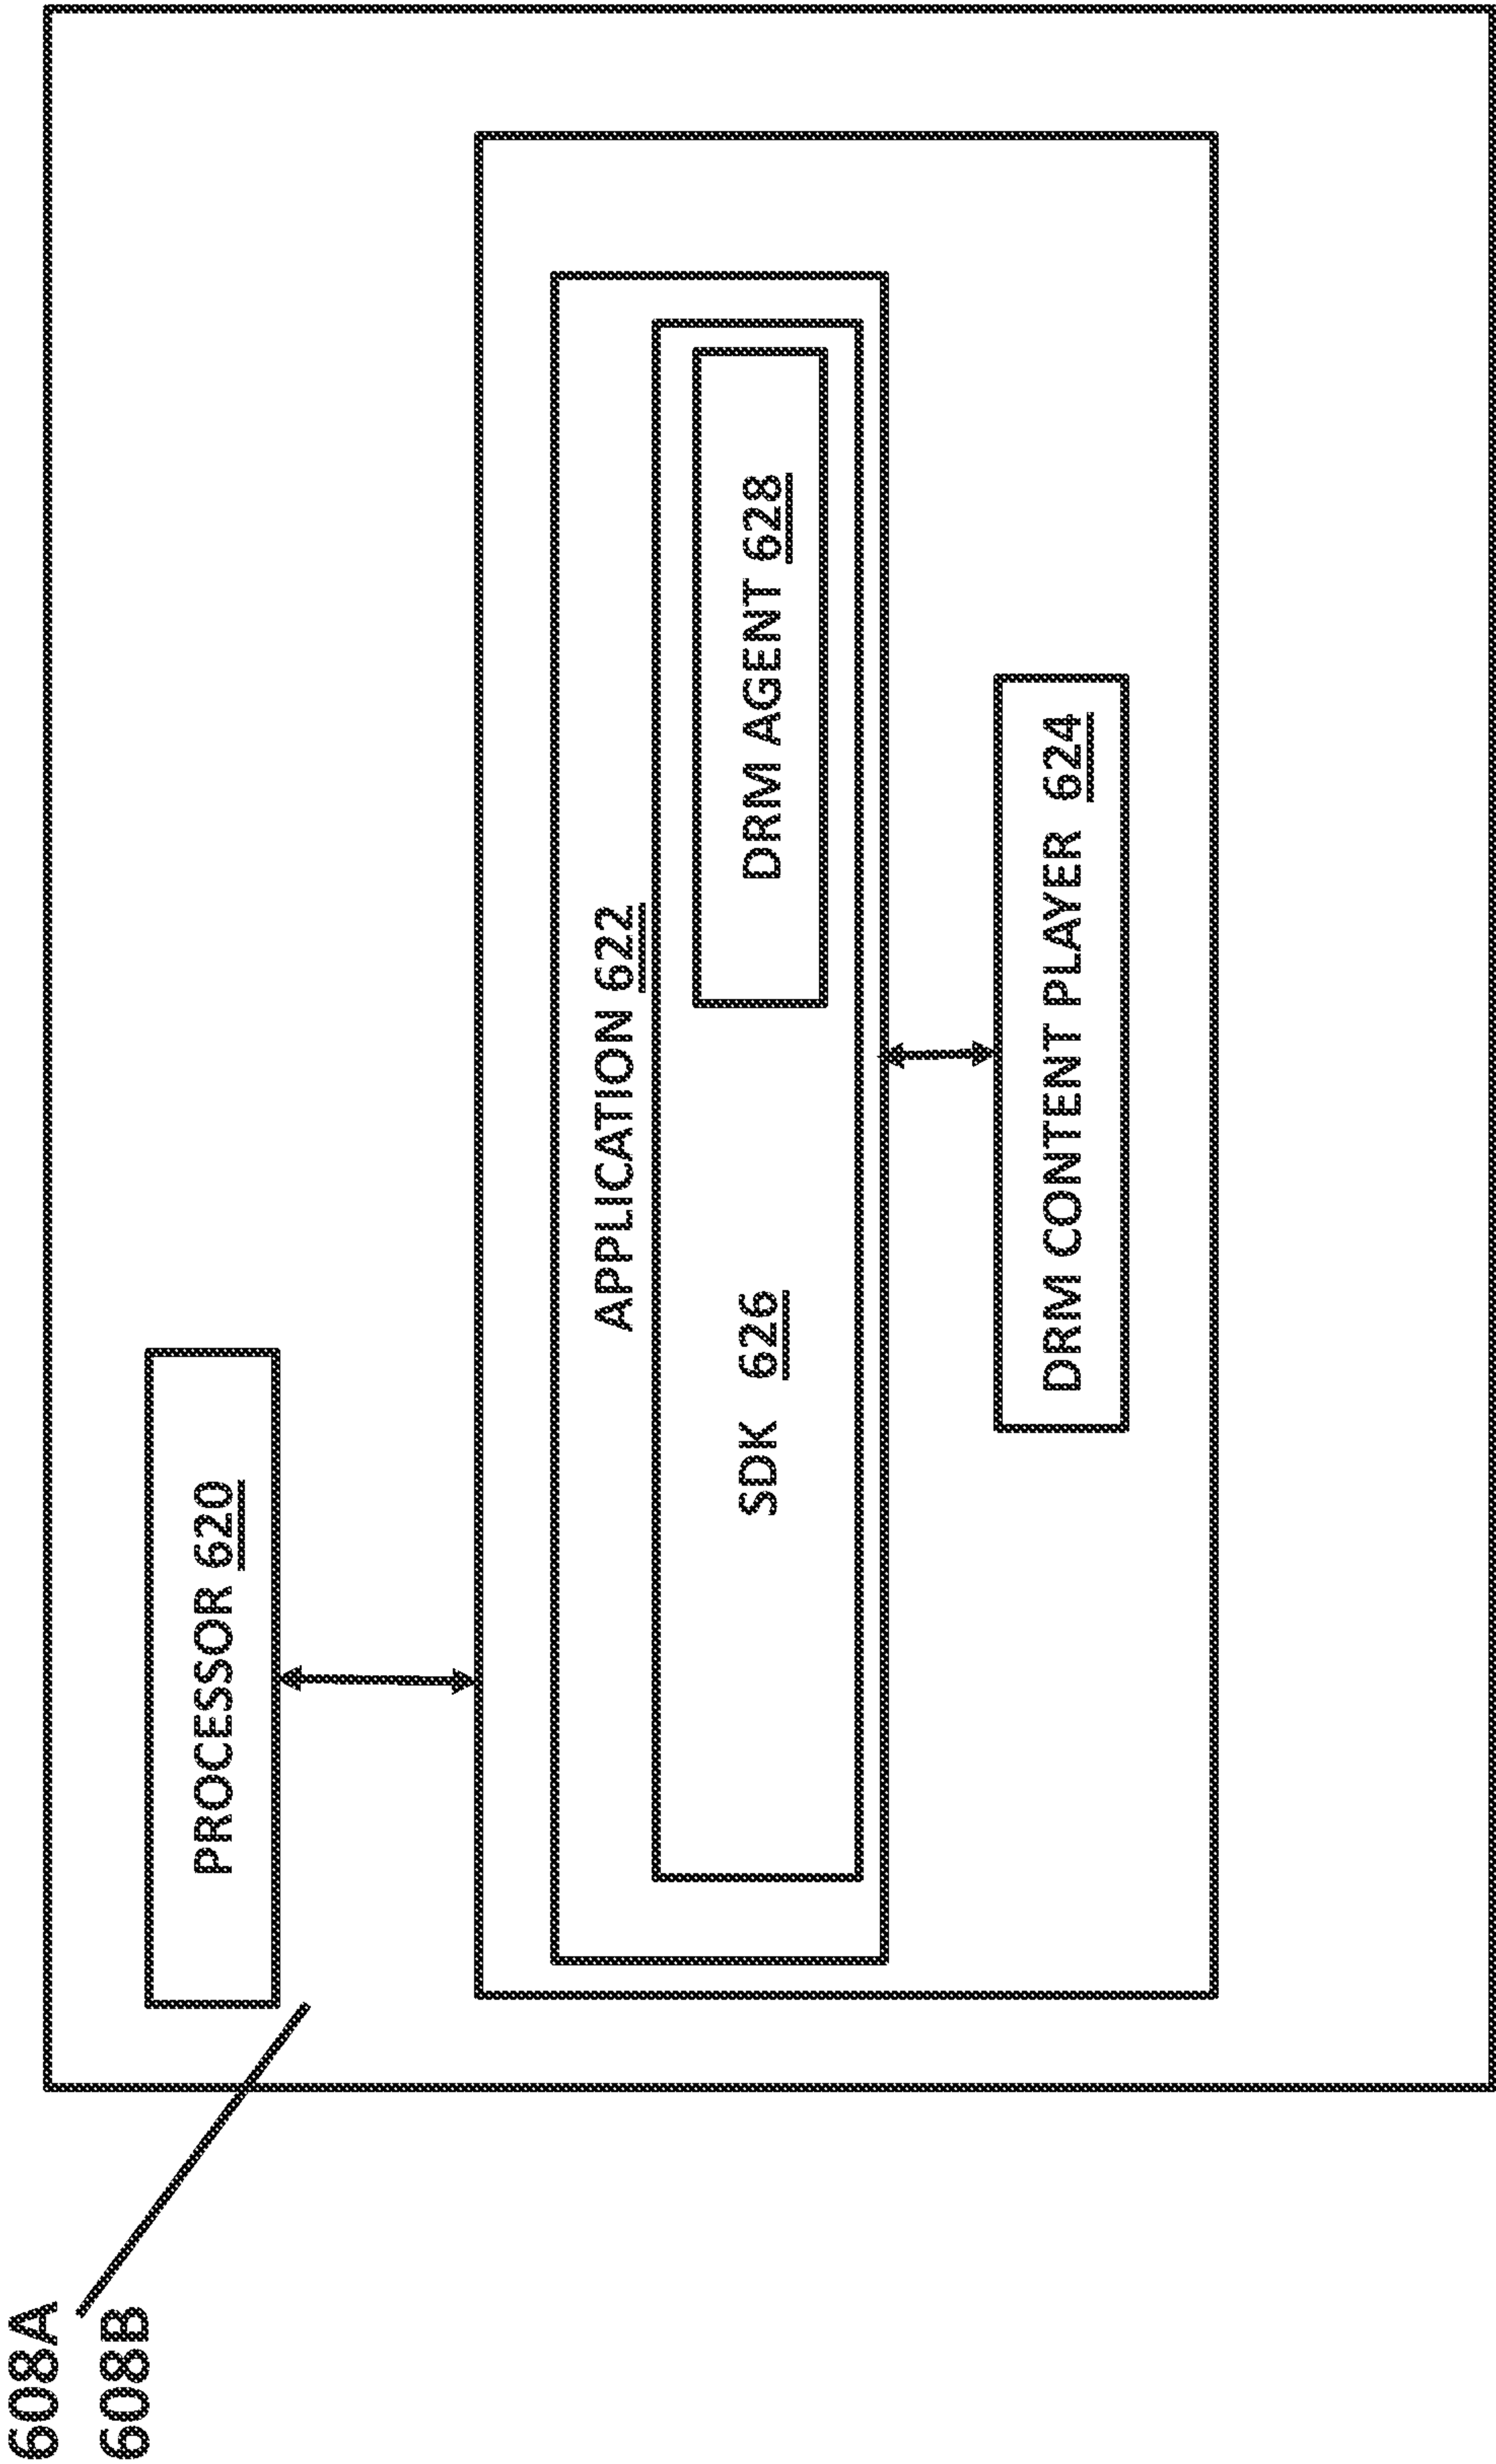 608A
608B
PROCESSOR 620
APPLICATION 622
SDK 626
DRM AGENT 628
DRM CONTENT PLAYER 624